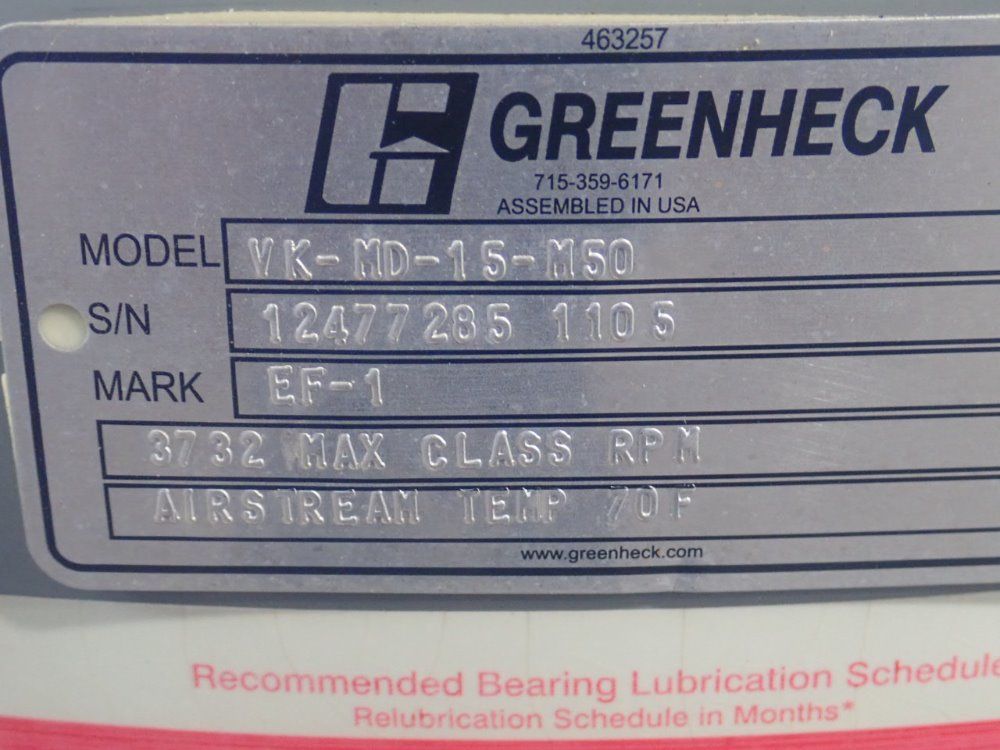 463257
GREENHECK
715-359-6171
ASSEMBLED IN USA
MODEL VK-MD-15-M50
S/N 12477285 1105
MARK EF-1
3732 MAX CLASS RPM
AIRSTREAM TEMP 70F
www.greenheck.com
Recommended Bearing Lubrication Schedule
Relubrication Schedule in Months*